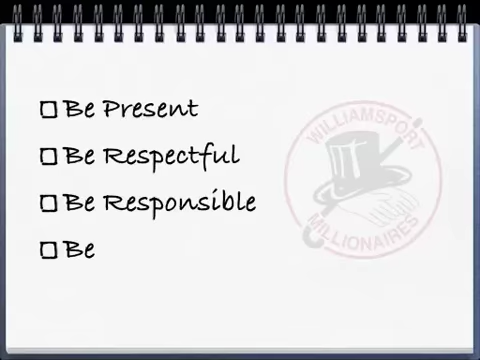 Be Present
Be Respectful
Be Responsible
Be
WILLIAMSPORT
MILLIONAIRES